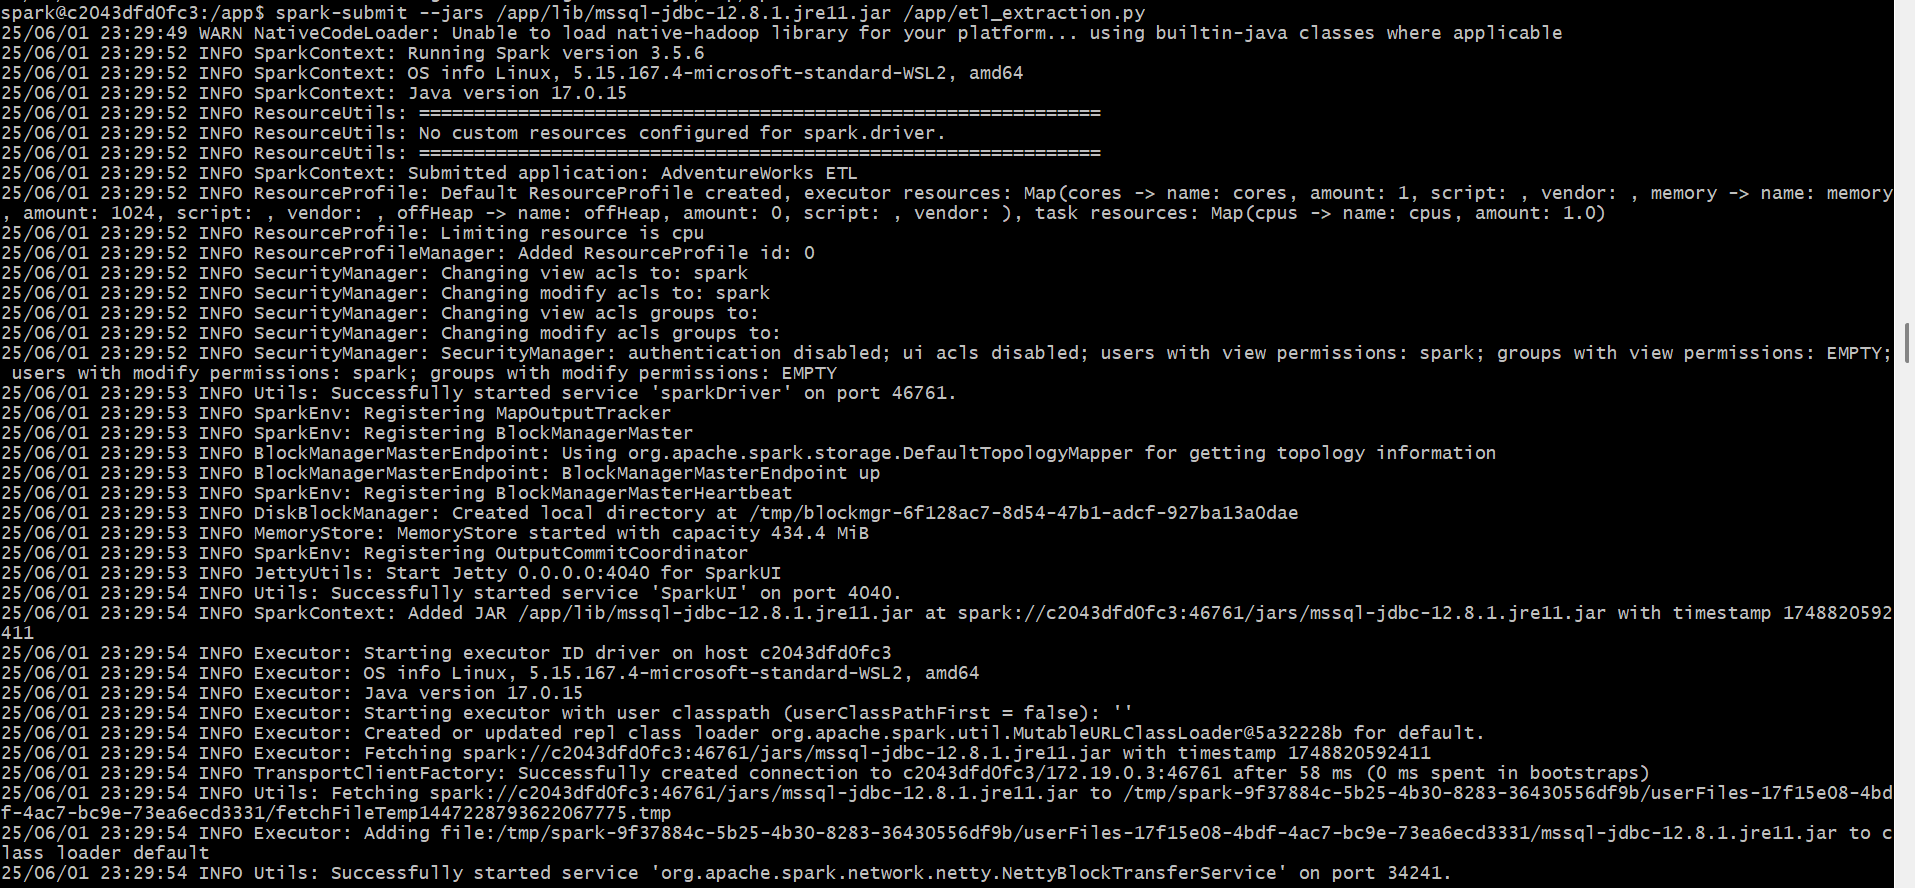 spark@c2043dfd0fc3:/app$ spark-submit --jars /app/lib/mssql-jdbc-12.8.1.jre11.jar /app/etl_extraction.py
25/06/01 23:29:49 WARN NativeCodeLoader: Unable to load native-hadoop library for your platform... using builtin-java classes where applicable
25/06/01 23:29:52 INFO SparkContext: Running Spark version 3.5.6
25/06/01 23:29:52 INFO SparkContext: OS info Linux, 5.15.167.4-microsoft-standard-WSL2, amd64
25/06/01 23:29:52 INFO SparkContext: Java version 17.0.15
25/06/01 23:29:52 INFO ResourceUtils: ==============================================================
25/06/01 23:29:52 INFO ResourceUtils: No custom resources configured for spark.driver.
25/06/01 23:29:52 INFO ResourceUtils: ==============================================================
25/06/01 23:29:52 INFO SparkContext: Submitted application: AdventureWorks ETL
25/06/01 23:29:52 INFO ResourceProfile: Default ResourceProfile created, executor resources: Map(cores -> name: cores, amount: 1, script: , vendor: , memory -> name: memory
, amount: 1024, script: , vendor: , offHeap -> name: offHeap, amount: 0, script: , vendor: ), task resources: Map(cpus -> name: cpus, amount: 1.0)
25/06/01 23:29:52 INFO ResourceProfile: Limiting resource is cpu
25/06/01 23:29:52 INFO ResourceProfileManager: Added ResourceProfile id: 0
25/06/01 23:29:52 INFO SecurityManager: Changing view acls to: spark
25/06/01 23:29:52 INFO SecurityManager: Changing modify acls to: spark
25/06/01 23:29:52 INFO SecurityManager: Changing view acls groups to:
25/06/01 23:29:52 INFO SecurityManager: Changing modify acls groups to:
25/06/01 23:29:52 INFO SecurityManager: SecurityManager: authentication disabled; ui acls disabled; users with view permissions: spark; groups with view permissions: EMPTY;
 users with modify permissions: spark; groups with modify permissions: EMPTY
25/06/01 23:29:53 INFO Utils: Successfully started service 'sparkDriver' on port 46761.
25/06/01 23:29:53 INFO SparkEnv: Registering MapOutputTracker
25/06/01 23:29:53 INFO SparkEnv: Registering BlockManagerMaster
25/06/01 23:29:53 INFO BlockManagerMasterEndpoint: Using org.apache.spark.storage.DefaultTopologyMapper for getting topology information
25/06/01 23:29:53 INFO BlockManagerMasterEndpoint: BlockManagerMasterEndpoint up
25/06/01 23:29:53 INFO SparkEnv: Registering BlockManagerMasterHeartbeat
25/06/01 23:29:53 INFO DiskBlockManager: Created local directory at /tmp/blockmgr-6f128ac7-8d54-47b1-adcf-927ba13a0dae
25/06/01 23:29:53 INFO MemoryStore: MemoryStore started with capacity 434.4 MiB
25/06/01 23:29:53 INFO SparkEnv: Registering OutputCommitCoordinator
25/06/01 23:29:53 INFO JettyUtils: Start Jetty 0.0.0.0:4040 for SparkUI
25/06/01 23:29:54 INFO Utils: Successfully started service 'SparkUI' on port 4040.
25/06/01 23:29:54 INFO SparkContext: Added JAR /app/lib/mssql-jdbc-12.8.1.jre11.jar at spark://c2043dfd0fc3:46761/jars/mssql-jdbc-12.8.1.jre11.jar with timestamp 1748820592
411
25/06/01 23:29:54 INFO Executor: Starting executor ID driver on host c2043dfd0fc3
25/06/01 23:29:54 INFO Executor: OS info Linux, 5.15.167.4-microsoft-standard-WSL2, amd64
25/06/01 23:29:54 INFO Executor: Java version 17.0.15
25/06/01 23:29:54 INFO Executor: Starting executor with user classpath (userClassPathFirst = false): ''
25/06/01 23:29:54 INFO Executor: Created or updated repl class loader org.apache.spark.util.MutableURLClassLoader@5a32228b for default.
25/06/01 23:29:54 INFO Executor: Fetching spark://c2043dfd0fc3:46761/jars/mssql-jdbc-12.8.1.jre11.jar with timestamp 1748820592411
25/06/01 23:29:54 INFO TransportClientFactory: Successfully created connection to c2043dfd0fc3/172.19.0.3:46761 after 58 ms (0 ms spent in bootstraps)
25/06/01 23:29:54 INFO Utils: Fetching spark://c2043dfd0fc3:46761/jars/mssql-jdbc-12.8.1.jre11.jar to /tmp/spark-9f37884c-5b25-4b30-8283-36430556df9b/userFiles-17f15e08-4bd
f-4ac7-bc9e-73ea6ecd3331/fetchFileTemp1447228793622067775.tmp
25/06/01 23:29:54 INFO Executor: Adding file:/tmp/spark-9f37884c-5b25-4b30-8283-36430556df9b/userFiles-17f15e08-4bdf-4ac7-bc9e-73ea6ecd3331/mssql-jdbc-12.8.1.jre11.jar to c
lass loader default
25/06/01 23:29:54 INFO Utils: Successfully started service 'org.apache.spark.network.netty.NettyBlockTransferService' on port 34241.